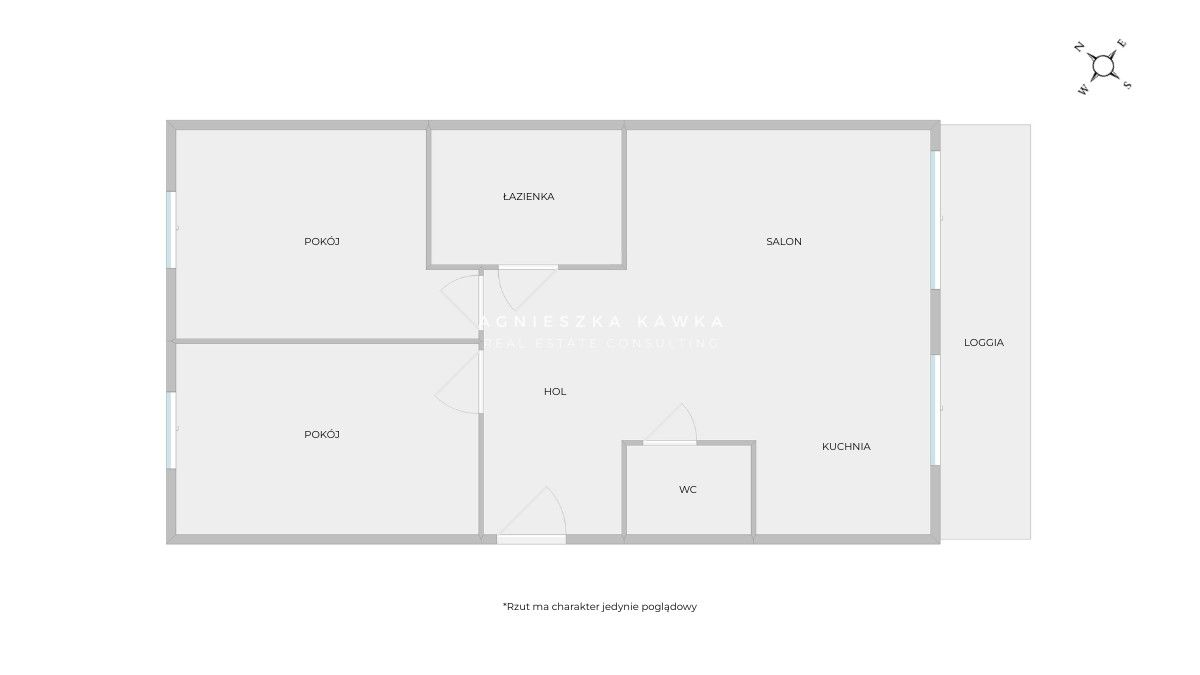 N E
W S
ŁAZIENKA
POKÓJ
SALON
AGNIESZKA KAWKA
REAL ESTATE CONSULTING
LOGGIA
HOL
POKÓJ
KUCHNIA
WC
*Rzut ma charakter jedynie poglądowy